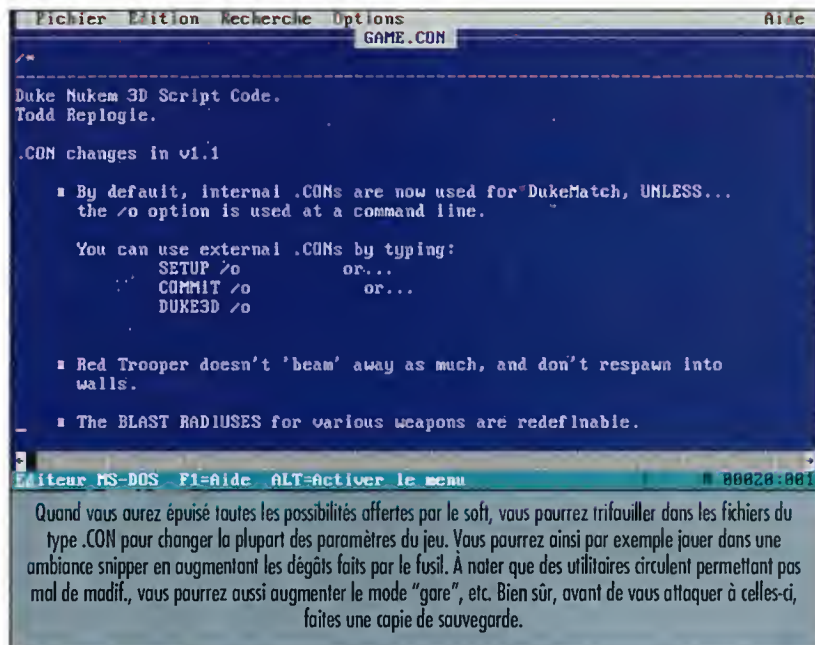 Fichier Edition Recherche Options Aide
GAME.CON
/*
Duke Nukem 3D Script Code.
Todd Replogle.
.CON changes in v1.1
■ By default, internal .CONs are now used for DukeMatch, UNLESS...
the /o option is used at a command line.
You can use external .CONs by typing:
SETUP /o or...
COMMIT /o or...
DUKE3D /o
■ Red Trooper doesn't 'beam' away as much, and don't respawn into
walls.
■ The BLAST RADIUSES for various weapons are redefinable.
Editeur MS-DOS F1=Aide ALT=Activer le menu N 00020:001
Quand vous aurez épuisé toutes les possibilités offertes par le soft, vous pourrez trifouiller dans les fichiers du
type .CON pour changer la plupart des paramètres du jeu. Vous pourrez ainsi par exemple jouer dans une
ambiance snipper en augmentant les dégâts faits par le fusil. À noter que des utilitaires circulent permettant pas
mal de modif., vous pourrez aussi augmenter le mode "gore", etc. Bien sûr, avant de vous attaquer à celles-ci,
faites une copie de sauvegarde.